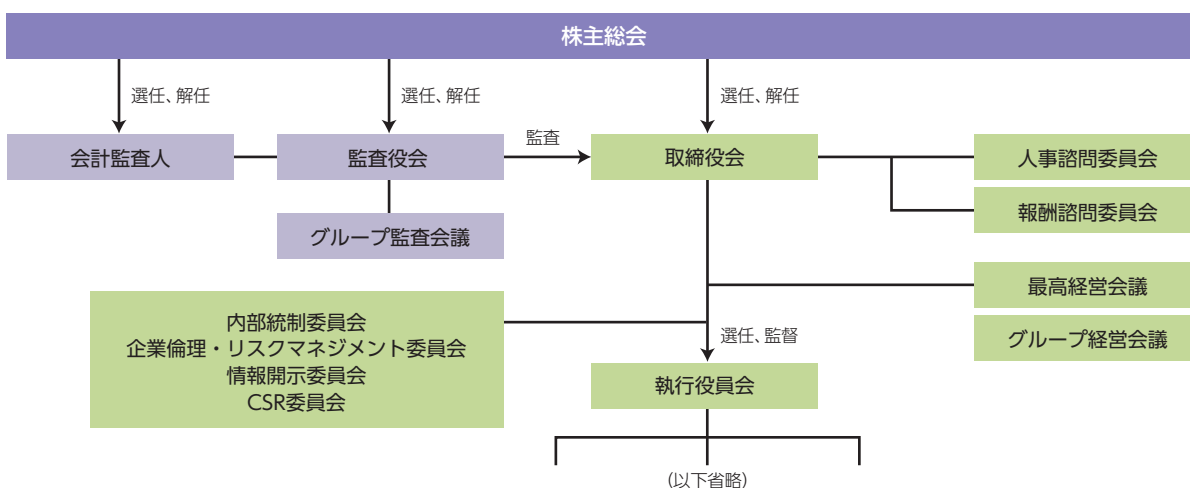 株主総会
選任、解任
選任、解任
選任、解任
会計監査人
監査役会
監査
取締役会
人事諮問委員会
報酬諮問委員会
グループ監査会議
最高経営会議
内部統制委員会
企業倫理・リスクマネジメント委員会
情報開示委員会
CSR委員会
選任、監督
グループ経営会議
執行役員会
(以下省略)